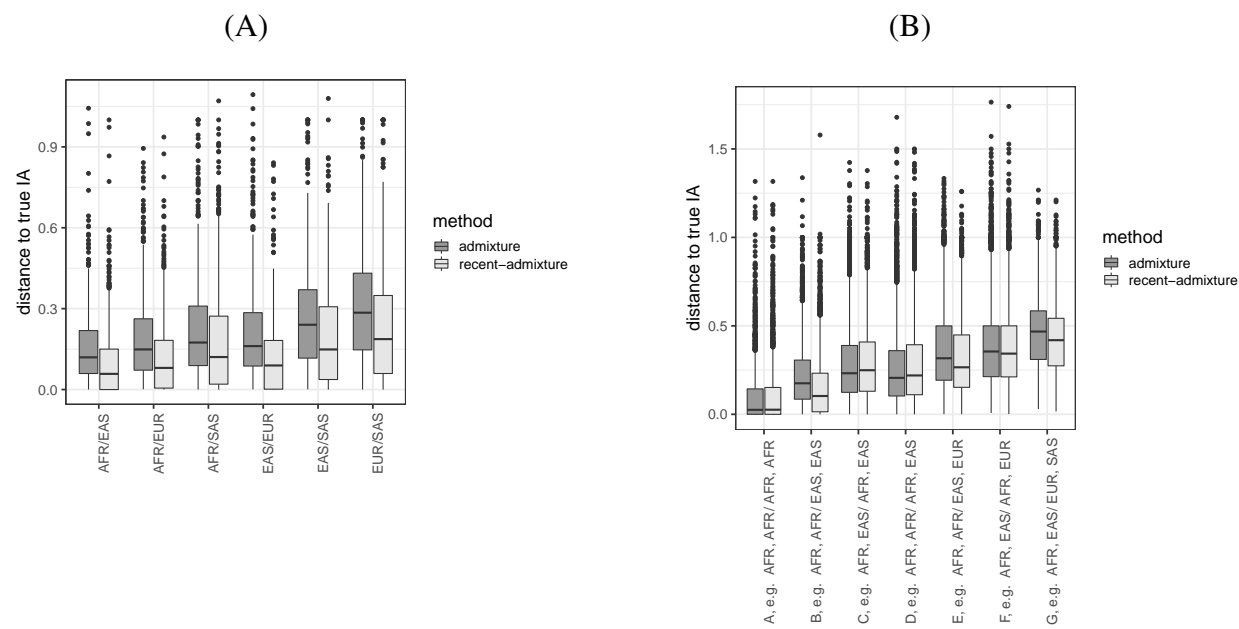 (A)
(B)
distance to true IA
0.9
0.6
0.3
0.0
AFR/EAS
AFR/EUR
AFR/SAS
EAS/EUR
EAS/SAS
EUR/SAS
method
admixture
recent−admixture
distance to true IA
1.5
1.0
0.5
0.0
A, e.g. AFR, AFR/ AFR, AFR
B, e.g. AFR, AFR/ EAS, EAS
C, e.g. AFR, EAS/ AFR, EAS
D, e.g. AFR, AFR/ AFR, EAS
E, e.g. AFR, AFR/ EAS, EUR
F, e.g. AFR, EAS/ AFR, EUR
G, e.g. AFR, EAS/ EUR, SAS
method
admixture
recent−admixture